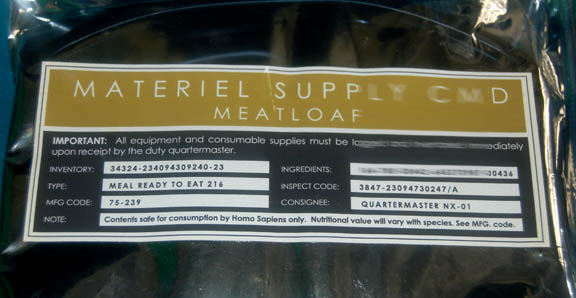 MATERIEL SUPPLY CMD
MEATLOAF
IMPORTANT: All equipment and consumable supplies must be
upon receipt by the duty quartermaster.
INVENTORY: 34324-234094309240-23
TYPE: MEAL READY TO EAT 216
MFG CODE: 75-239
INGREDIENTS:
INSPECT CODE: 3847-23094730247/A
CONSIGNEE: QUARTERMASTER NX-01
NOTE: Contents safe for consumption by Homo Sapiens only. Nutritional value will vary with species. See MFG. code.